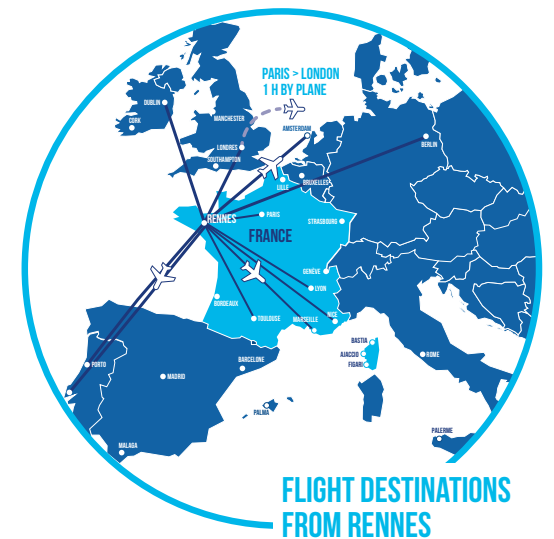 PARIS > LONDON
1 H BY PLANE
DUBLIN
CORK
MANCHESTER
AMSTERDAM
LONDRES
BERLIN
SOUTHAMPTON
LILLE
BRUXELLES
RENNES
PARIS
STRASBOURG
FRANCE
GENÈVE
LYON
BORDEAUX
TOULOUSE
MARSEILLE
NICE
BASTIA
AJACCIO
FIGARI
ROME
PORTO
MADRID
BARCELONE
PALMA
MALAGA
PALERME
FLIGHT DESTINATIONS
FROM RENNES